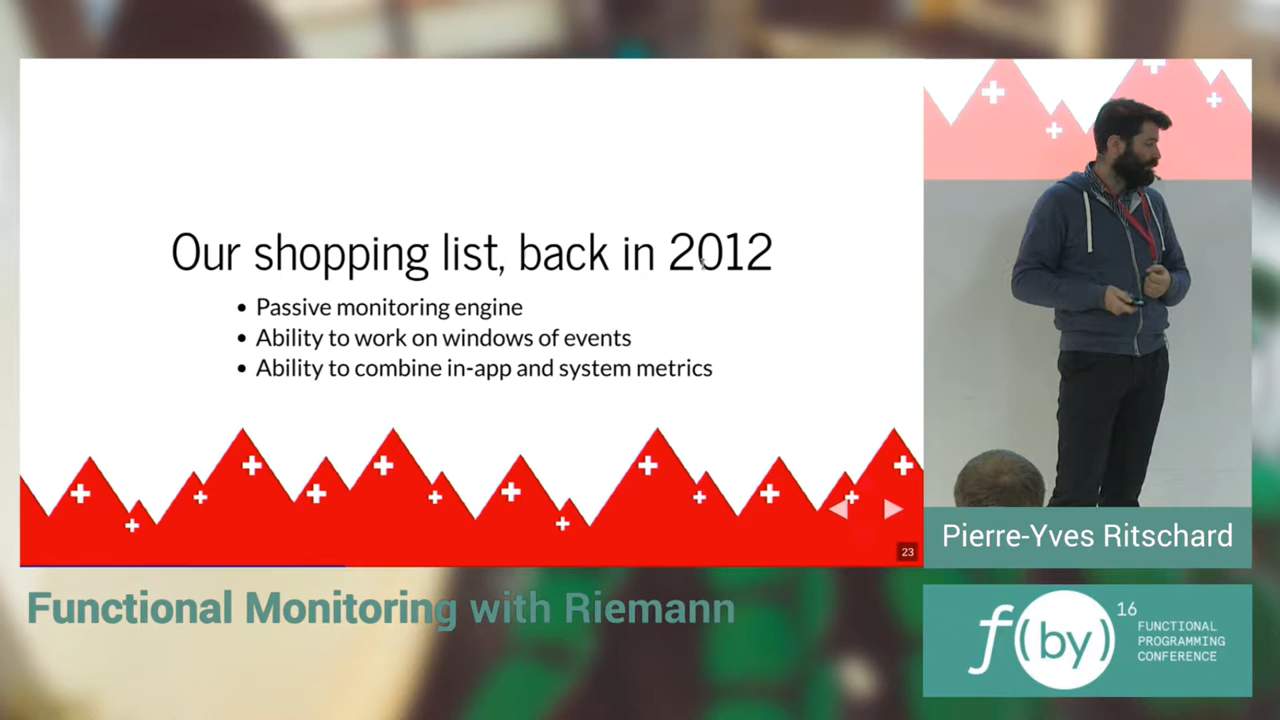 Our shopping list, back in 2012
• Passive monitoring engine
• Ability to work on windows of events
• Ability to combine in-app and system metrics
23
Pierre-Yves Ritschard
Functional Monitoring with Riemann
f(by) 16
FUNCTIONAL
PROGRAMMING
CONFERENCE